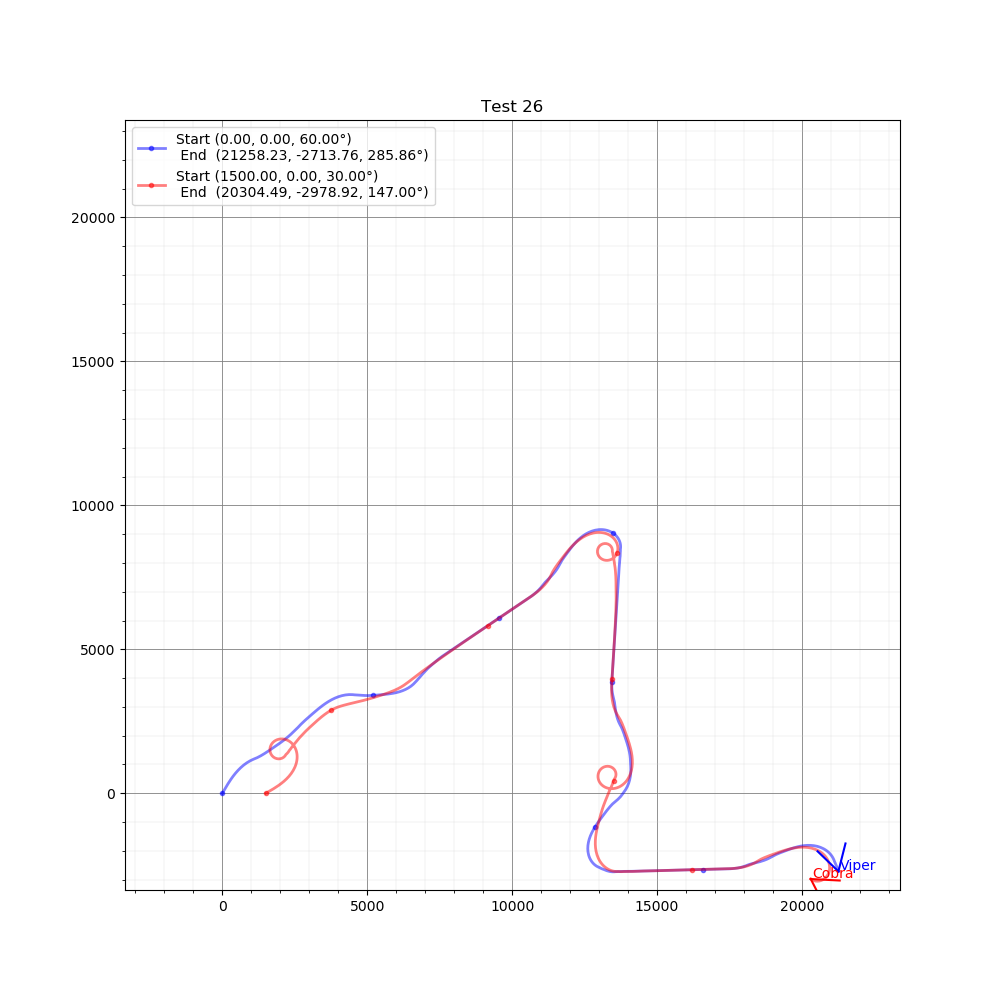 Test 26
Start (0.00, 0.00, 60.00°)
End  (21258.23, -2713.76, 285.86°)
Start (1500.00, 0.00, 30.00°)
End  (20304.49, -2978.92, 147.00°)
20000
15000
10000
5000
0
Viper
Cobra
0 5000 10000 15000 20000